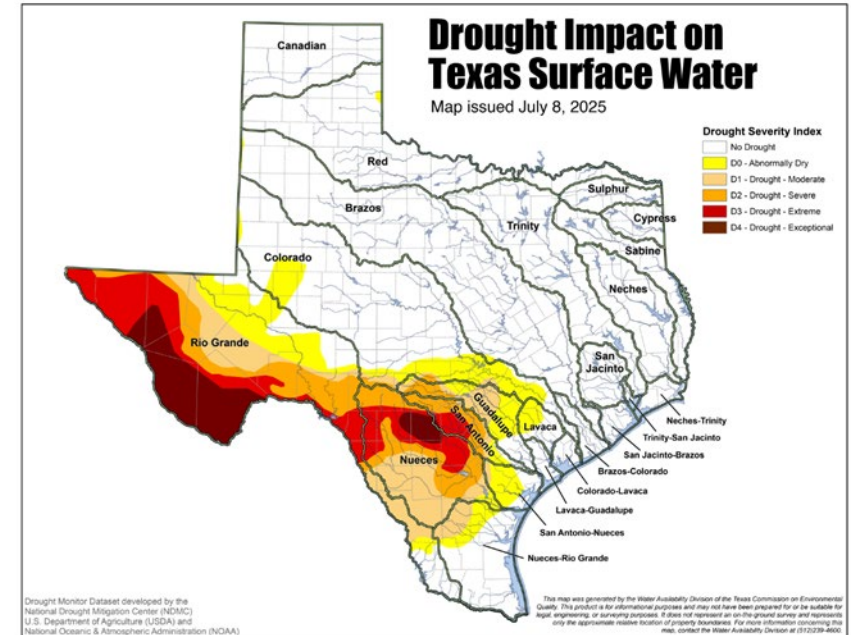 Drought Impact on
Texas Surface Water
Map issued July 8, 2025
Drought Severity Index
No Drought
D0 - Abnormally Dry
D1 - Drought - Moderate
D2 - Drought - Severe
D3 - Drought - Extreme
D4 - Drought - Exceptional
Canadian
Red
Sulphur
Brazos
Cypress
Trinity
Sabine
Colorado
Neches
Rio Grande
San
Jacinto
Guadalupe
San Antonio
Lavaca
Nueces
Neches-Trinity
Trinity-San Jacinto
San Jacinto-Brazos
Brazos-Colorado
Colorado-Lavaca
Lavaca-Guadalupe
San Antonio-Nueces
Nueces-Rio Grande
Drought Monitor Dataset developed by the
National Drought Mitigation Center (NDMC)
U.S. Department of Agriculture (USDA) and
National Oceanic & Atmospheric Administration (NOAA)
This map was generated by the Water Availability Division of the Texas Commission on Environmental
Quality. This product is for informational purposes and may not have been prepared for or be suitable for
legal, engineering, or surveying purposes. It does not represent an on-the-ground survey and represents
only the approximate relative location of property boundaries. For more information concerning this
map, contact the Water Availability Division at (512)239-4600.